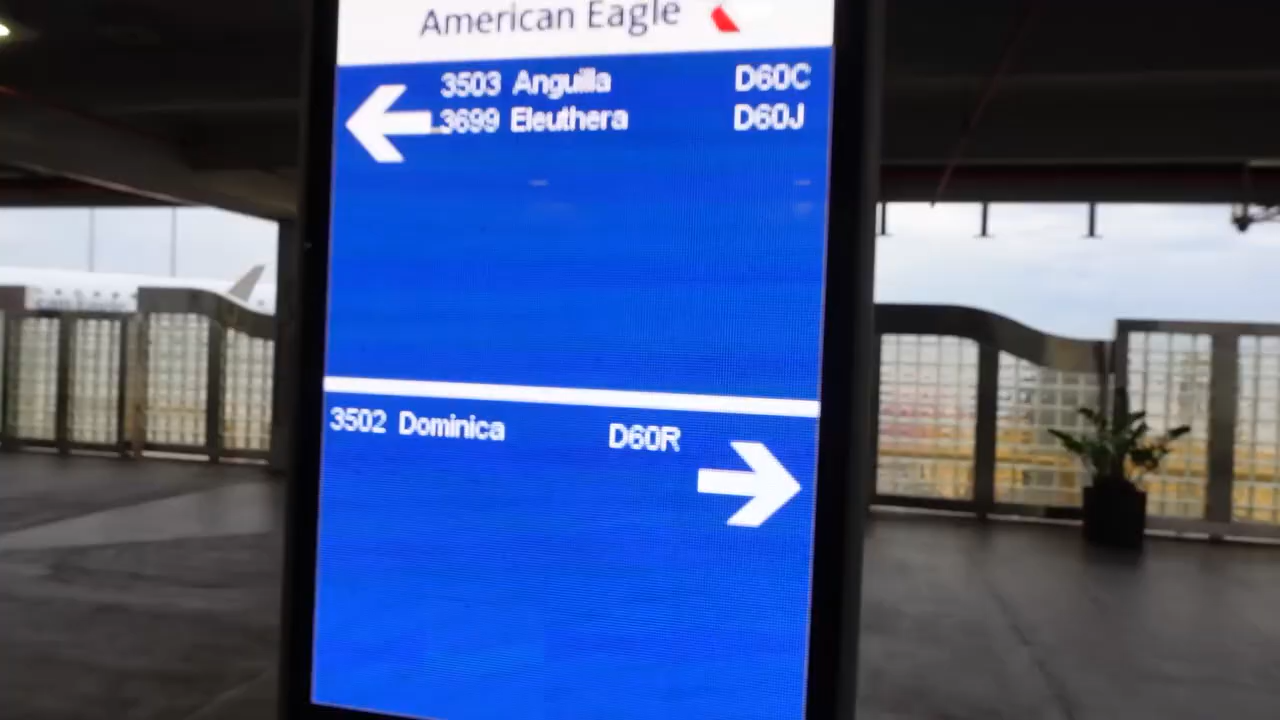 American Eagle
3503 Anguilla D60C
3699 Eleuthera D60J
3502 Dominica D60R